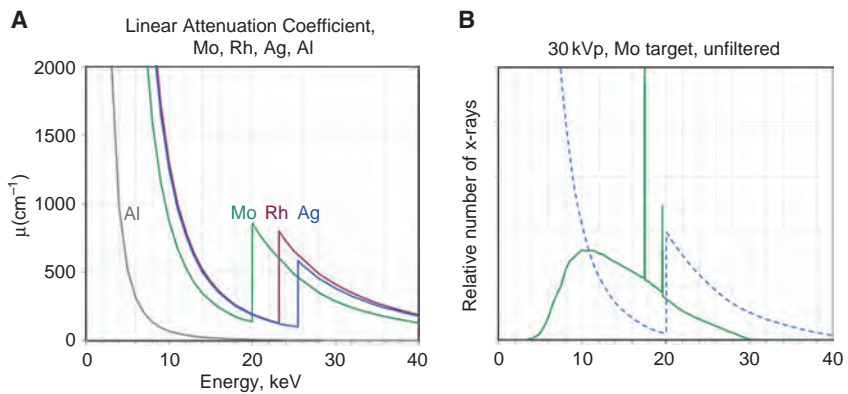 A
Linear Attenuation Coefficient,
Mo, Rh, Ag, Al
2000
1500
1000
500
0
μ(cm⁻¹)
Al
Mo Rh Ag
0 10 20 30 40
Energy, keV
B
30 kVp, Mo target, unfiltered
Relative number of x-rays
0 10 20 30 40